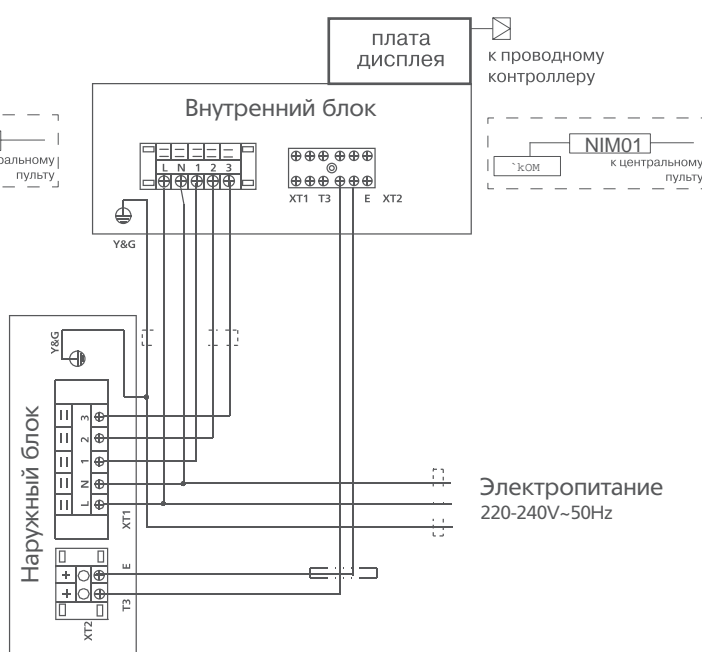 плата
дисплея
к проводному
контроллеру
Внутренний блок
NIM01
`kOM
к центральному
пульту
ральному
пульту
L N 1 2 3
XT1 T3 E XT2
Y&G
Y&G
Наружный блок
3
2
1
N
L
XT1
Электропитание
220-240V~50Hz
E
T3
XT2